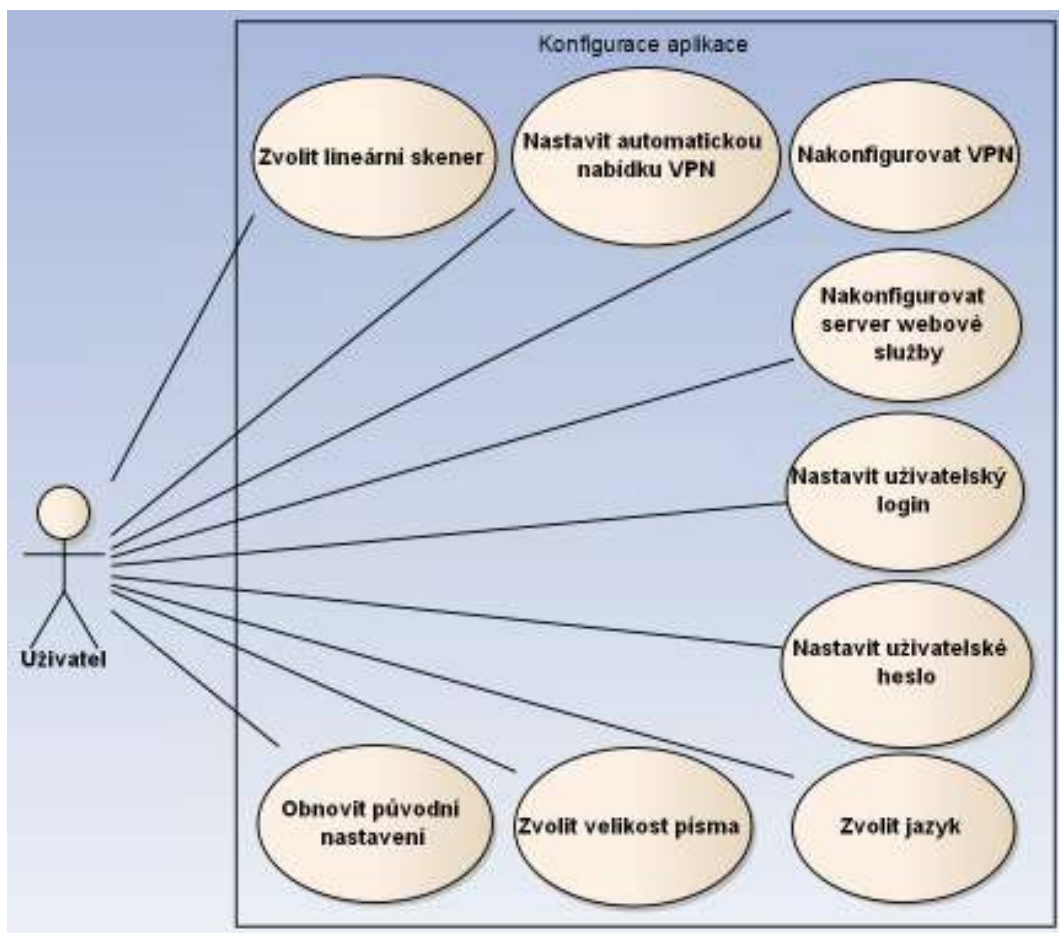 Konfigurace aplikace
Zvolit lineární skener
Nastavit automatickou
nabídku VPN
Nakonfigurovat VPN
Nakonfigurovat
server webové
služby
Nastavit uživatelský
login
Uživatel
Nastavit uživatelské
heslo
Obnovit původní
nastavení
Zvolit velikost písma
Zvolit jazyk